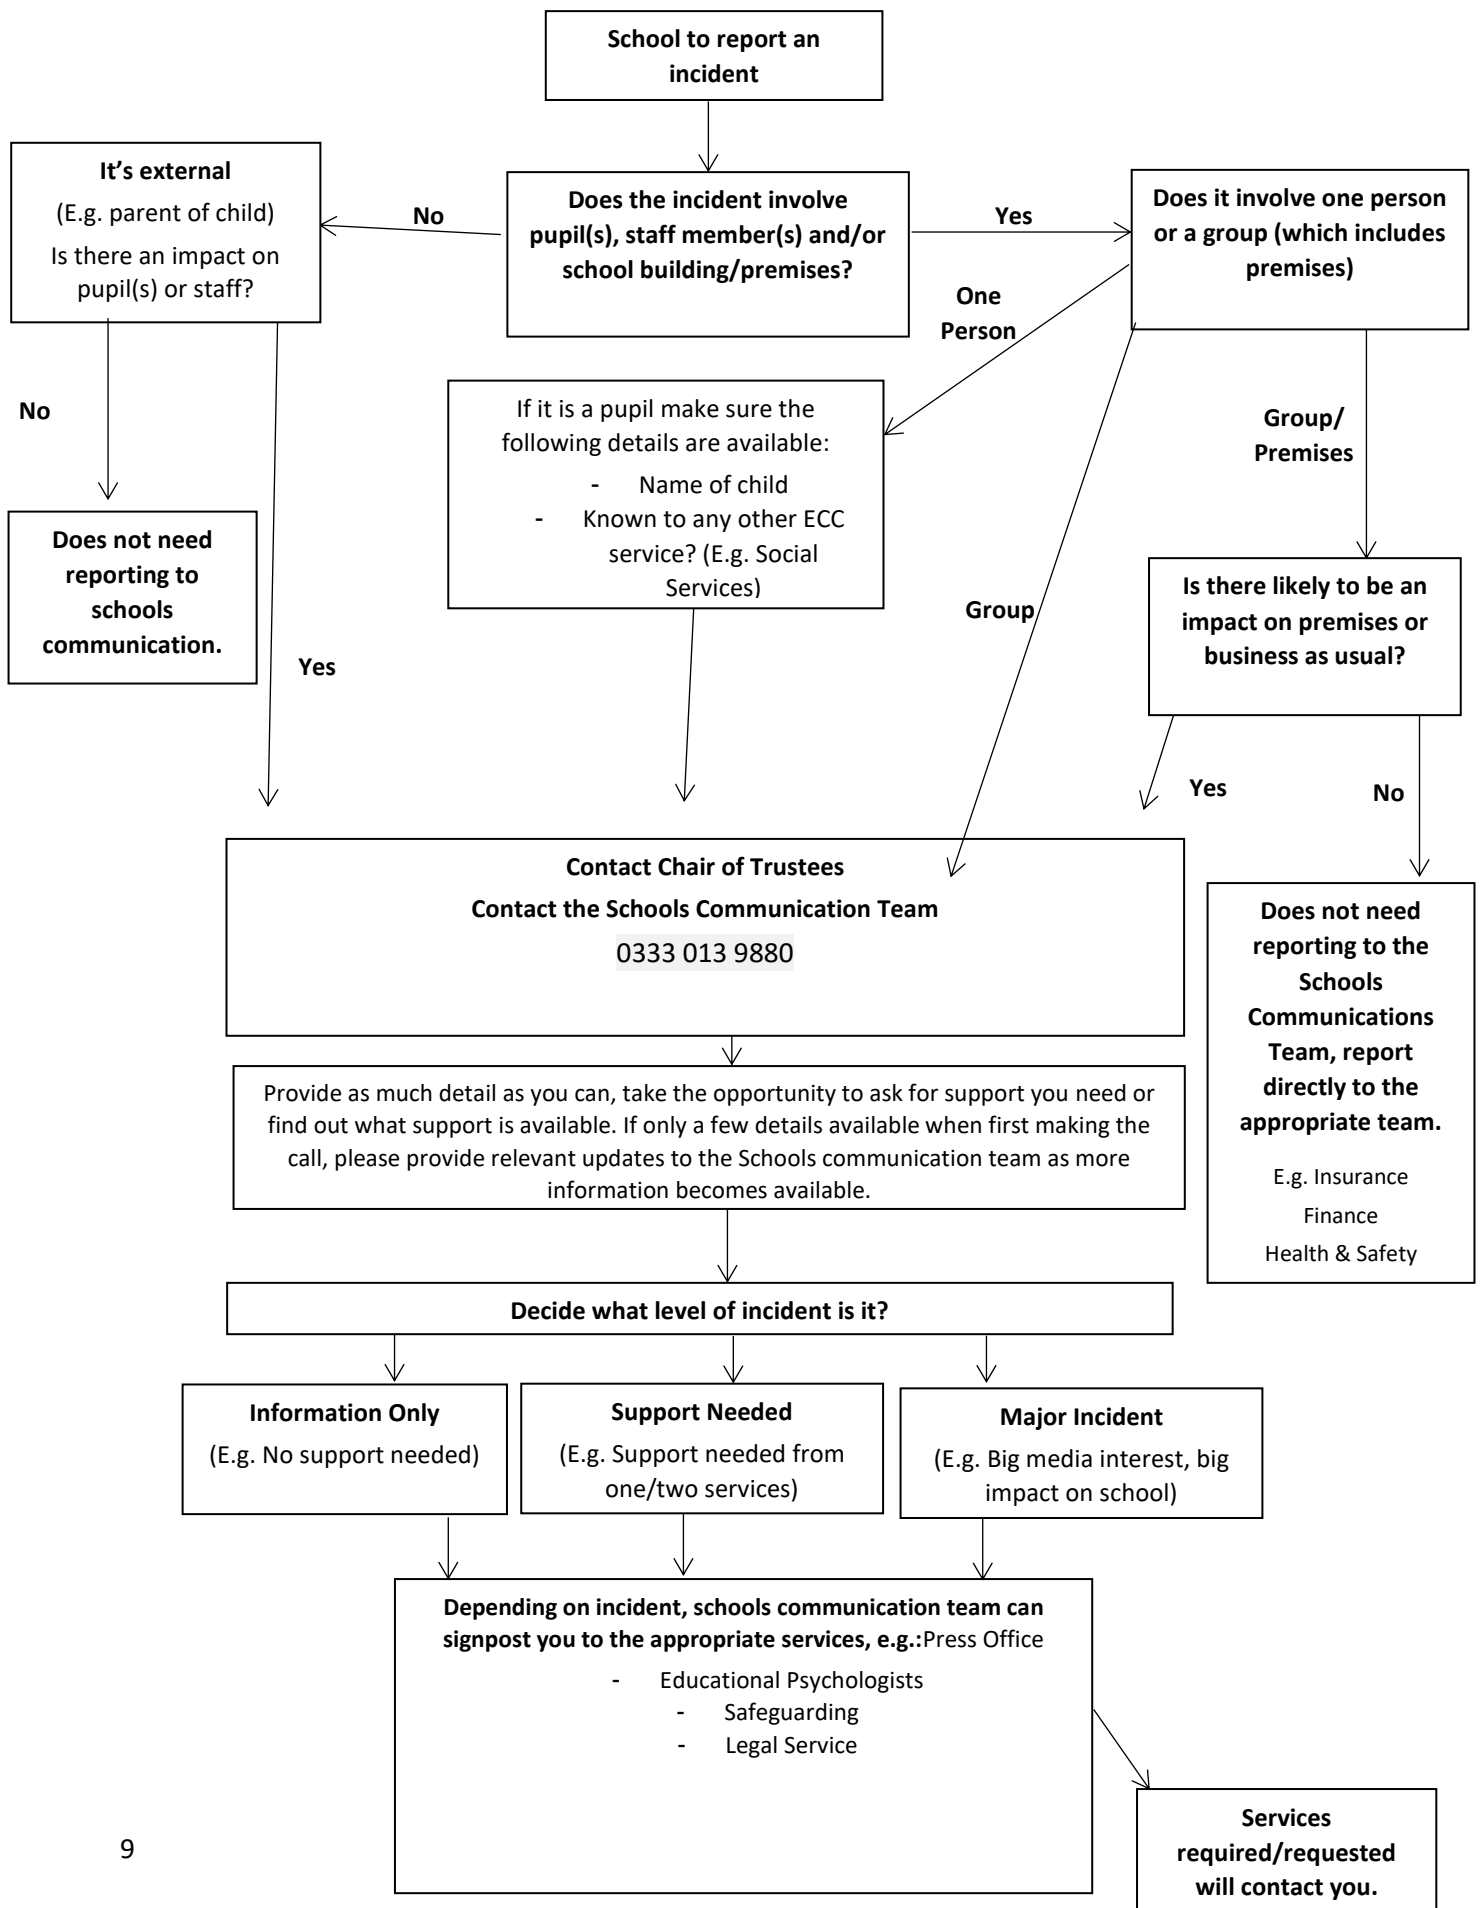 School to report an
incident
It’s external
(E.g. parent of child)
Is there an impact on
pupil(s) or staff?
No
Does the incident involve
pupil(s), staff member(s) and/or
school building/premises?
Yes
Does it involve one person
or a group (which includes
premises)
One
Person
No
If it is a pupil make sure the
following details are available:
- Name of child
- Known to any other ECC
service? (E.g. Social
Services)
Group/
Premises
Does not need
reporting to
schools
communication.
Yes
Group
Is there likely to be an
impact on premises or
business as usual?
Yes
No
Contact Chair of Trustees
Contact the Schools Communication Team
0333 013 9880
Does not need
reporting to the
Schools
Communications
Team, report
directly to the
appropriate team.
E.g. Insurance
Finance
Health & Safety
Provide as much detail as you can, take the opportunity to ask for support you need or
find out what support is available. If only a few details available when first making the
call, please provide relevant updates to the Schools communication team as more
information becomes available.
Decide what level of incident is it?
Information Only
(E.g. No support needed)
Support Needed
(E.g. Support needed from
one/two services)
Major Incident
(E.g. Big media interest, big
impact on school)
Depending on incident, schools communication team can
signpost you to the appropriate services, e.g.:Press Office
- Educational Psychologists
- Safeguarding
- Legal Service
Services
required/requested
will contact you.
9